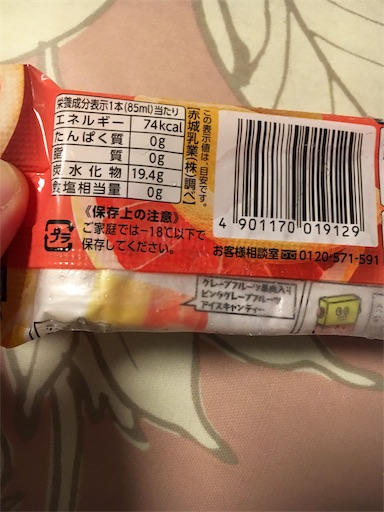 栄養成分表示1本(85ml)当たり
エネルギー 74kcal
たんぱく質 0g
脂質 0g
炭水化物 19.4g
食塩相当量 0g
この表示値は、目安です。
赤城乳業(株)調べ
《保存上の注意》
ご家庭では−18℃以下で
保存してください。
プラ
4 901170 019129
お客様相談室 0120-571-591
グレープフルーツ果肉入り
ピンクグレープフルーツ
アイスキャンディー